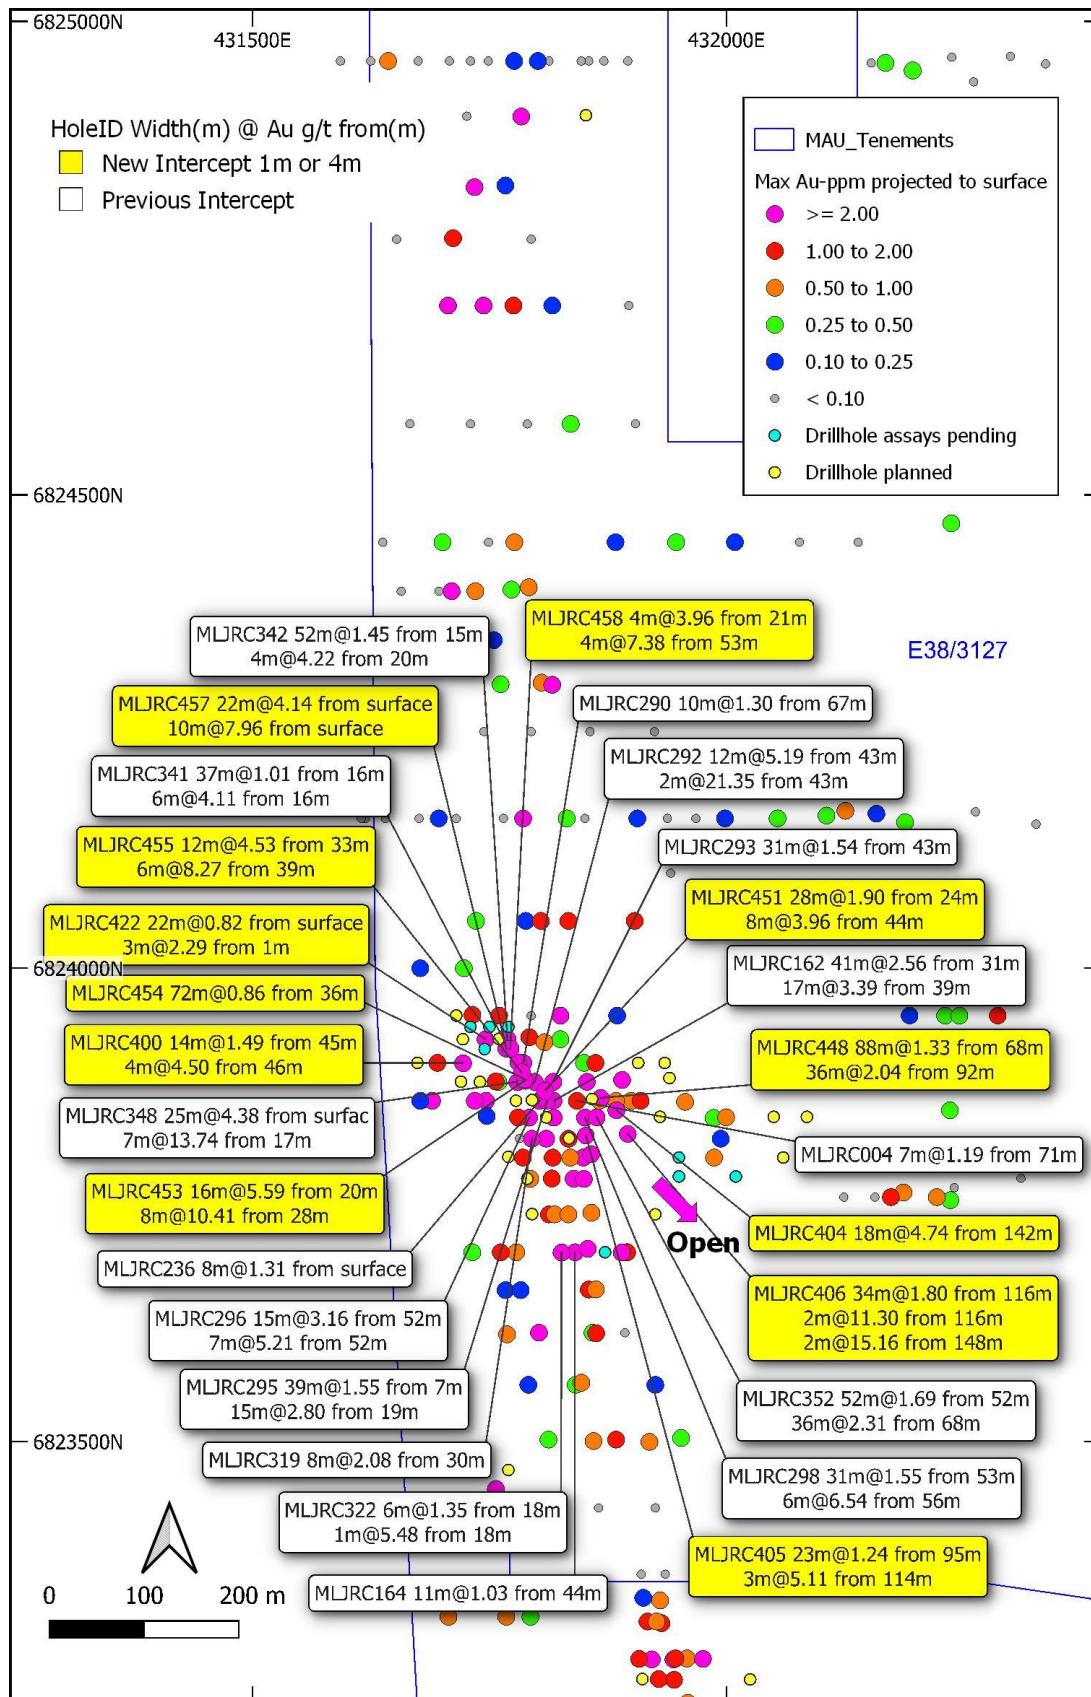 6825000N
431500E
432000E
HoleID Width(m) @ Au g/t from(m)
New Intercept 1m or 4m
Previous Intercept
MAU_Tenements
Max Au-ppm projected to surface
>= 2.00
1.00 to 2.00
0.50 to 1.00
0.25 to 0.50
0.10 to 0.25
< 0.10
Drillhole assays pending
Drillhole planned
6824500N
MLJRC458 4m@3.96 from 21m
4m@7.38 from 53m
MLJRC342 52m@1.45 from 15m
4m@4.22 from 20m
E38/3127
MLJRC457 22m@4.14 from surface
10m@7.96 from surface
MLJRC290 10m@1.30 from 67m
MLJRC292 12m@5.19 from 43m
2m@21.35 from 43m
MLJRC341 37m@1.01 from 16m
6m@4.11 from 16m
MLJRC455 12m@4.53 from 33m
6m@8.27 from 39m
MLJRC293 31m@1.54 from 43m
MLJRC451 28m@1.90 from 24m
8m@3.96 from 44m
MLJRC422 22m@0.82 from surface
3m@2.29 from 1m
6824000N
MLJRC162 41m@2.56 from 31m
17m@3.39 from 39m
MLJRC454 72m@0.86 from 36m
MLJRC400 14m@1.49 from 45m
4m@4.50 from 46m
MLJRC448 88m@1.33 from 68m
36m@2.04 from 92m
MLJRC348 25m@4.38 from surfac
7m@13.74 from 17m
MLJRC004 7m@1.19 from 71m
MLJRC453 16m@5.59 from 20m
8m@10.41 from 28m
MLJRC404 18m@4.74 from 142m
Open
MLJRC236 8m@1.31 from surface
MLJRC406 34m@1.80 from 116m
2m@11.30 from 116m
2m@15.16 from 148m
MLJRC296 15m@3.16 from 52m
7m@5.21 from 52m
MLJRC295 39m@1.55 from 7m
15m@2.80 from 19m
MLJRC352 52m@1.69 from 52m
36m@2.31 from 68m
6823500N
MLJRC319 8m@2.08 from 30m
MLJRC298 31m@1.55 from 53m
6m@6.54 from 56m
MLJRC322 6m@1.35 from 18m
1m@5.48 from 18m
MLJRC405 23m@1.24 from 95m
3m@5.11 from 114m
MLJRC164 11m@1.03 from 44m
0 100 200 m